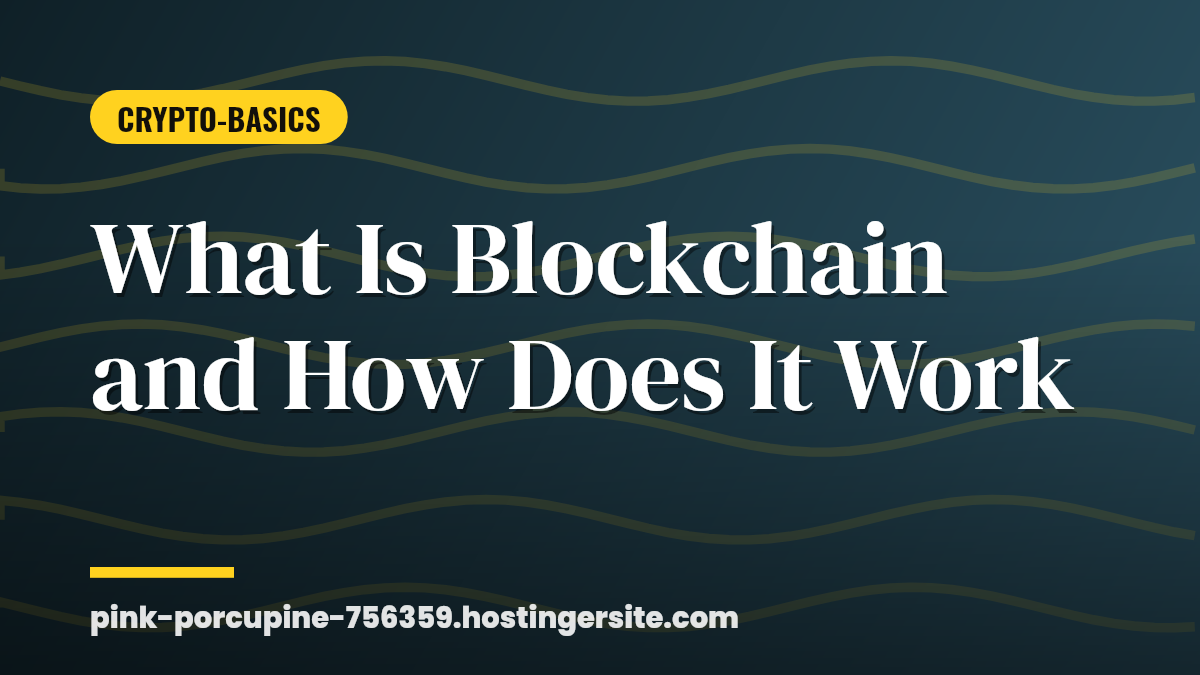 CRYPTO-BASICS
What Is Blockchain
and How Does It Work
pink-porcupine-756359.hostingersite.com